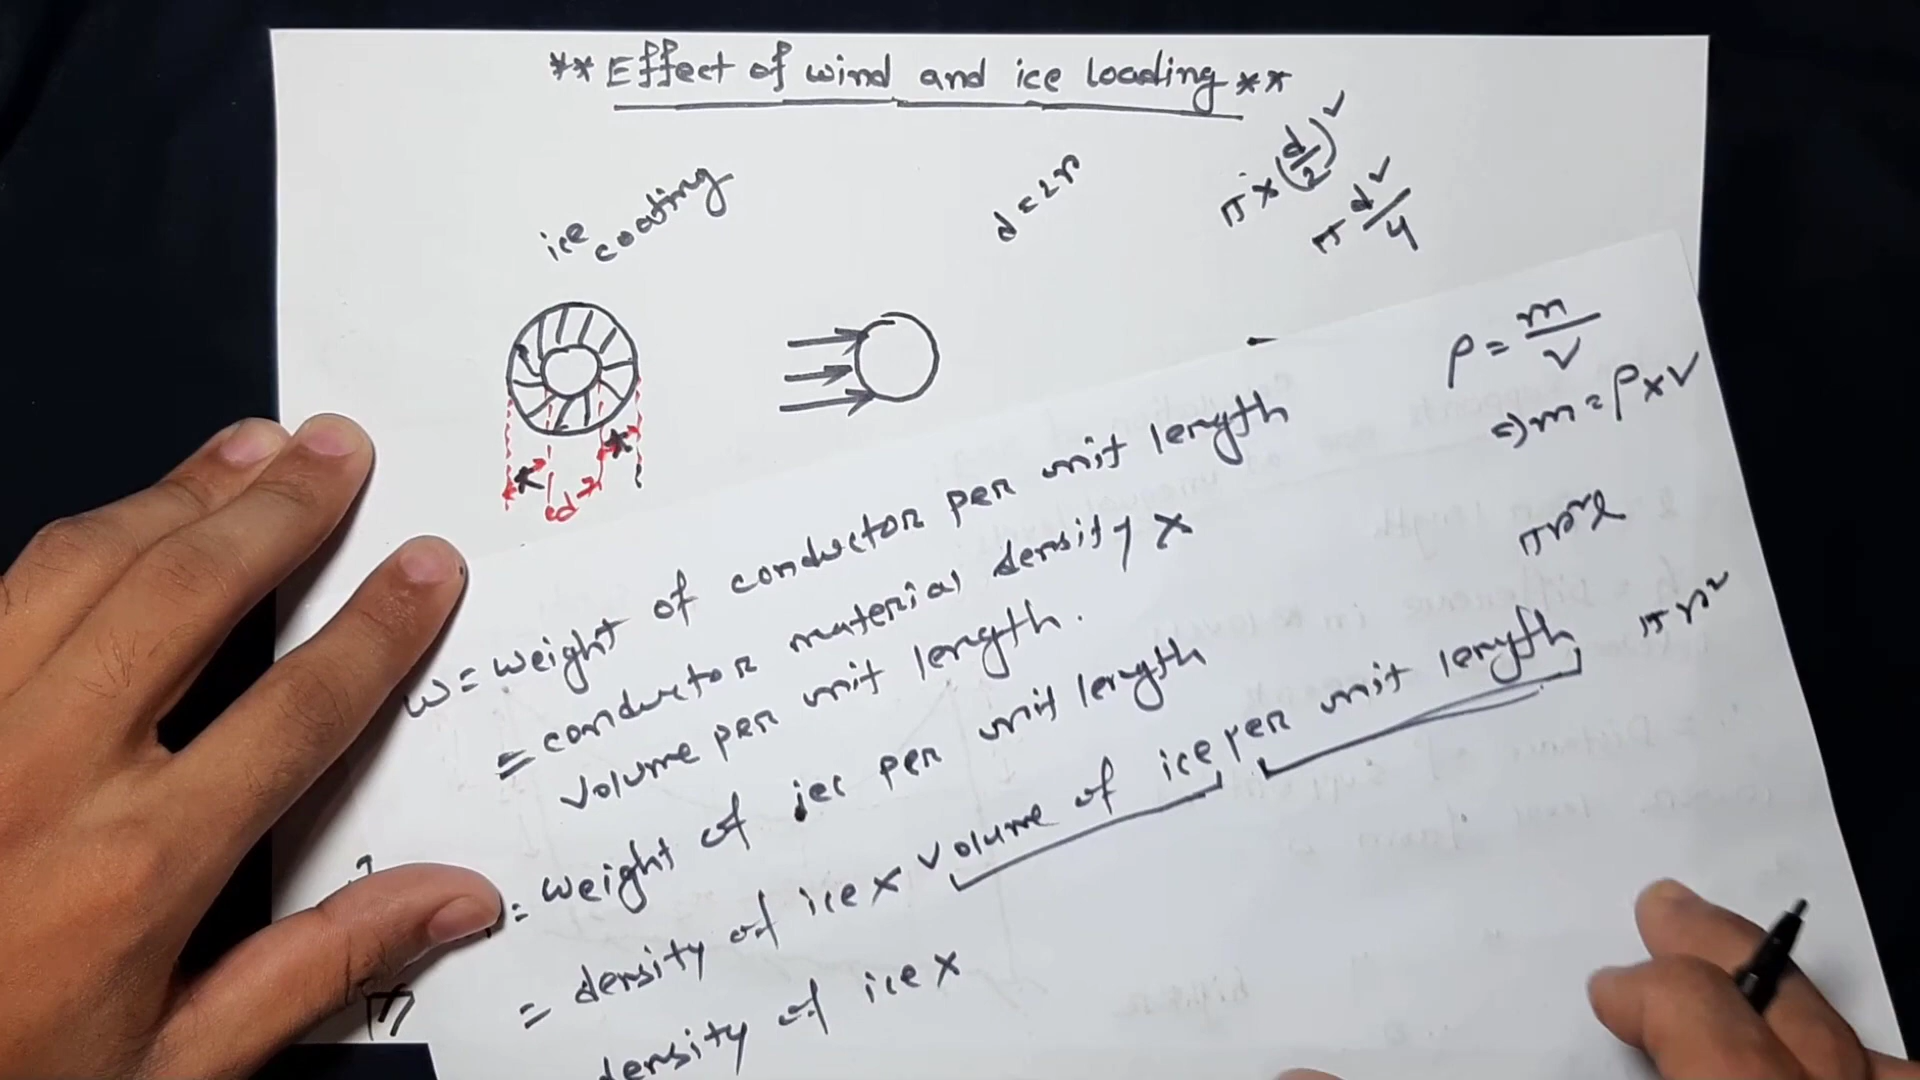 **Effect of wind and ice loading**
ice coating
d = 2r
π × (d/2)²
π d²/4
ρ = m/V
⇒ m = ρ × V
t
t
d
w = weight of conductor per unit length
= conductor material density ×
volume per unit length.
πr²l
πr²
= weight of ice per unit length
= density of ice × volume of ice per unit length
density of ice ×